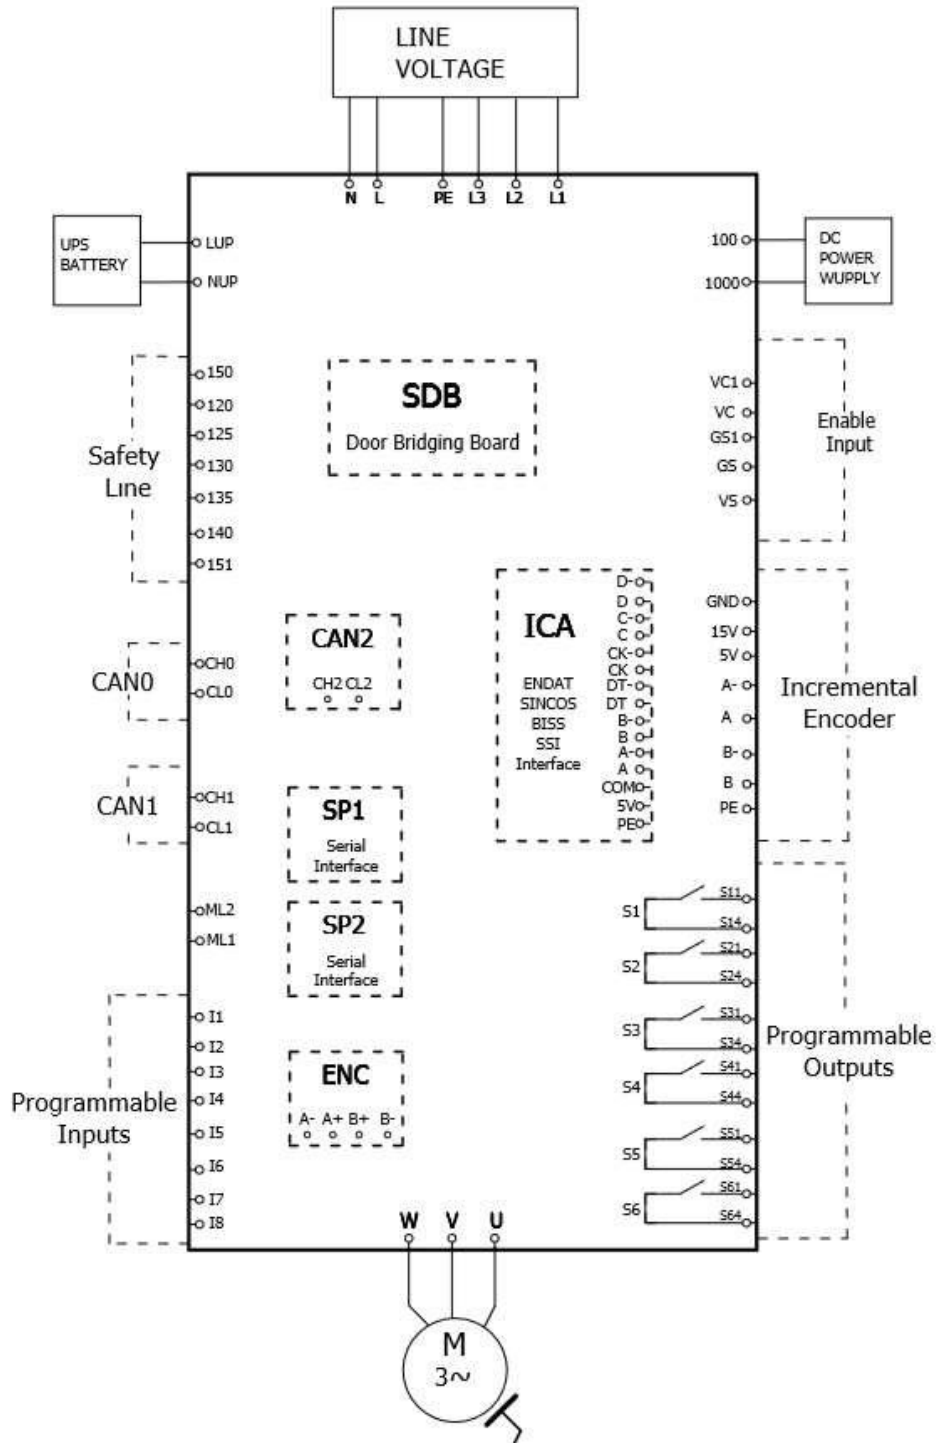 LINE
VOLTAGE
N L PE L3 L2 L1
UPS
BATTERY
LUP
NUP
100
1000
DC
POWER
WUPPLY
SDB
Door Bridging Board
Safety
Line
150
120
125
130
135
140
151
VC1
VC
GS1
GS
VS
Enable
Input
CAN0
CH0
CL0
CAN2
CH2 CL2
ICA
ENDAT
SINCOS
BISS
SSI
Interface
D-
D
C-
C
CK-
CK
DT-
DT
B-
B
A-
A
COM
5V
PE
GND
15V
5V
A-
A
B-
B
PE
Incremental
Encoder
CAN1
CH1
CL1
SP1
Serial
Interface
ML2
ML1
SP2
Serial
Interface
S1
S11
S14
S2
S21
S24
S3
S31
S34
S4
S41
S44
S5
S51
S54
S6
S61
S64
Programmable
Outputs
Programmable
Inputs
I1
I2
I3
I4
I5
I6
I7
I8
ENC
A- A+ B+ B-
W V U
M
3~